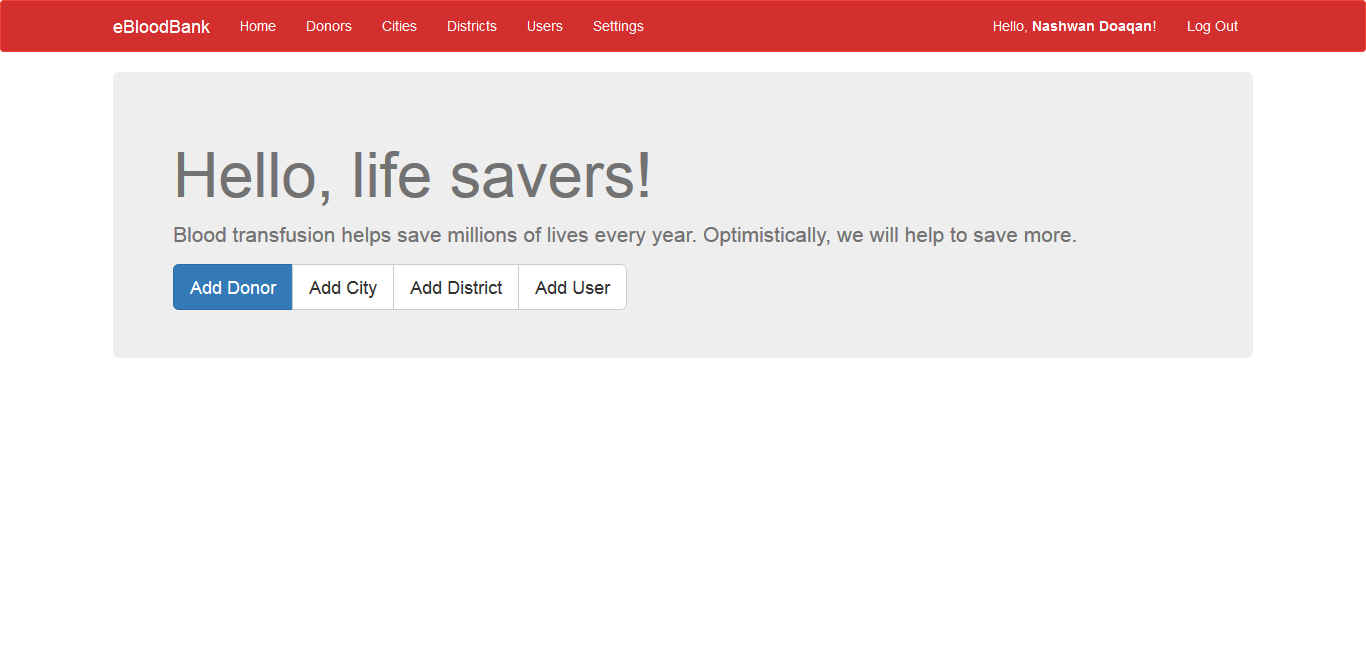 eBloodBank Home Donors Cities Districts Users Settings Hello, Nashwan Doaqan! Log Out
Hello, life savers!
Blood transfusion helps save millions of lives every year. Optimistically, we will help to save more.
Add Donor Add City Add District Add User